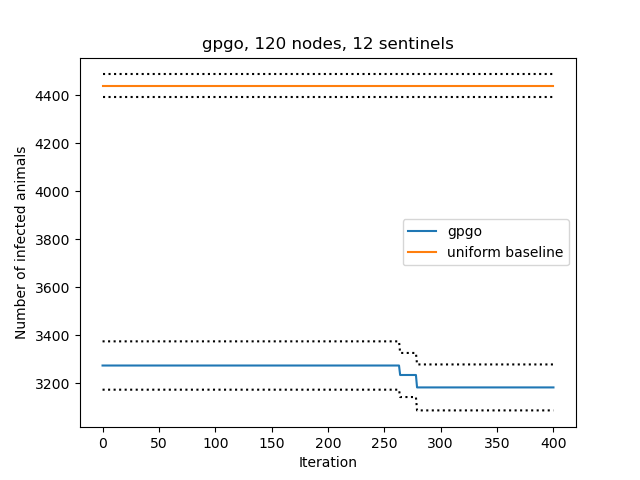 gpgo, 120 nodes, 12 sentinels
Number of infected animals
4400
4200
4000
3800
3600
3400
3200
gpgo
uniform baseline
0 50 100 150 200 250 300 350 400
Iteration